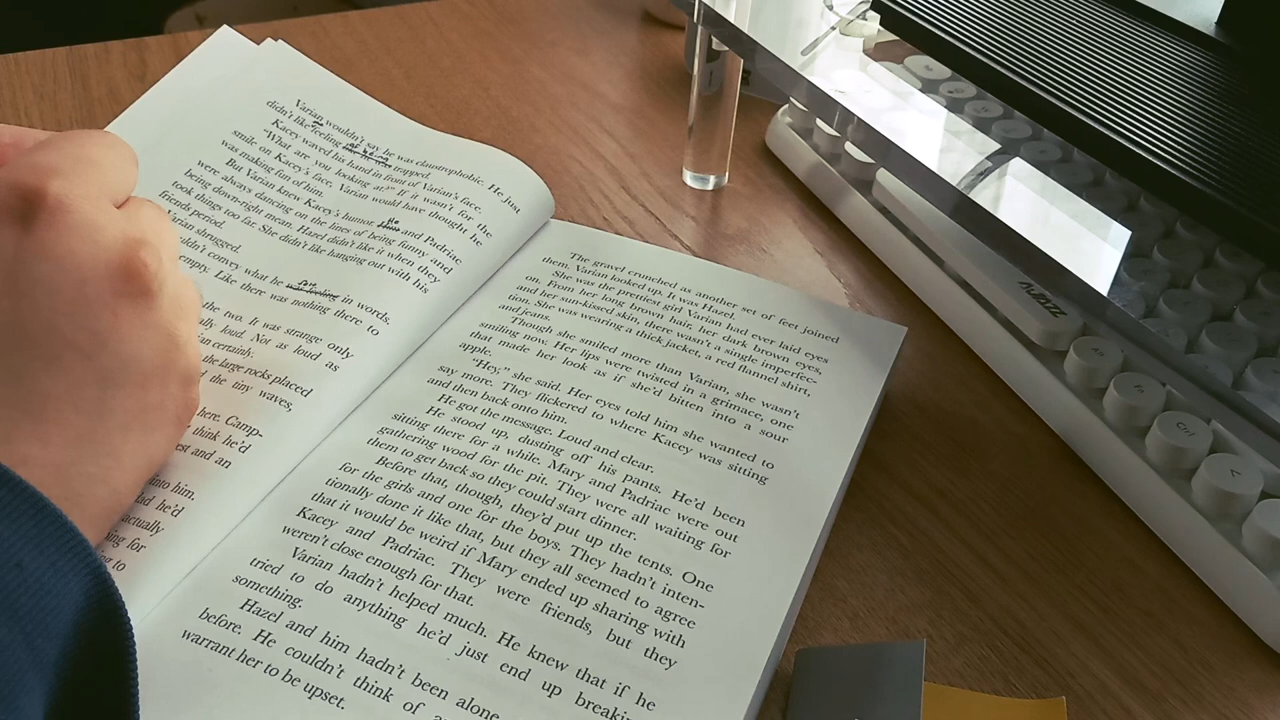 Varian wouldn't say he was claustrophobic. He just
didn't like feeling trapped.
Kacey waved his hand in front of Varian's face.
"What are you looking at?" If it wasn't for the
smile on Kacey's face, Varian would have thought he
was making fun of him.
But Varian knew Kacey's humor. He and Padriac
were always dancing on the lines of being funny and
being down-right mean. Hazel didn't like it when they
took things too far. She didn't like hanging out with his
friends period.
Varian shrugged.
couldn't convey what he felt in words.
empty. Like there was nothing there to
the two. It was strange only
loud. Not as loud as
certainly.
the large rocks placed
the tiny waves,
here. Camp-
think he'd
and an
into him.
he'd
actually
for
to
The gravel crunched as another set of feet joined
them. Varian looked up. It was Hazel.
She was the prettiest girl Varian had ever laid eyes
on. From her long brown hair, her dark brown eyes,
and her sun-kissed skin, there wasn't a single imperfec-
tion. She was wearing a thick jacket, a red flannel shirt,
and jeans.
Though she smiled more than Varian, she wasn't
smiling now. Her lips were twisted in a grimace, one
that made her look as if she'd bitten into a sour
apple.
"Hey," she said. Her eyes told him she wanted to
say more. They flickered to where Kacey was sitting
and then back onto him.
He got the message. Loud and clear.
He stood up, dusting off his pants. He'd been
sitting there for a while. Mary and Padriac were out
gathering wood for the pit. They were all waiting for
them to get back so they could start dinner.
Before that, though, they'd put up the tents. One
for the girls and one for the boys. They hadn't inten-
tionally done it like that, but they all seemed to agree
that it would be weird if Mary ended up sharing with
Kacey and Padriac. They were friends, but they
weren't close enough for that.
Varian hadn't helped much. He knew that if he
tried to do anything he'd just end up
something.
Hazel and him hadn't been alone
before. He couldn't think of
warrant her to be upset.
AJAZZ
Alt
Fn
Ctrl
<